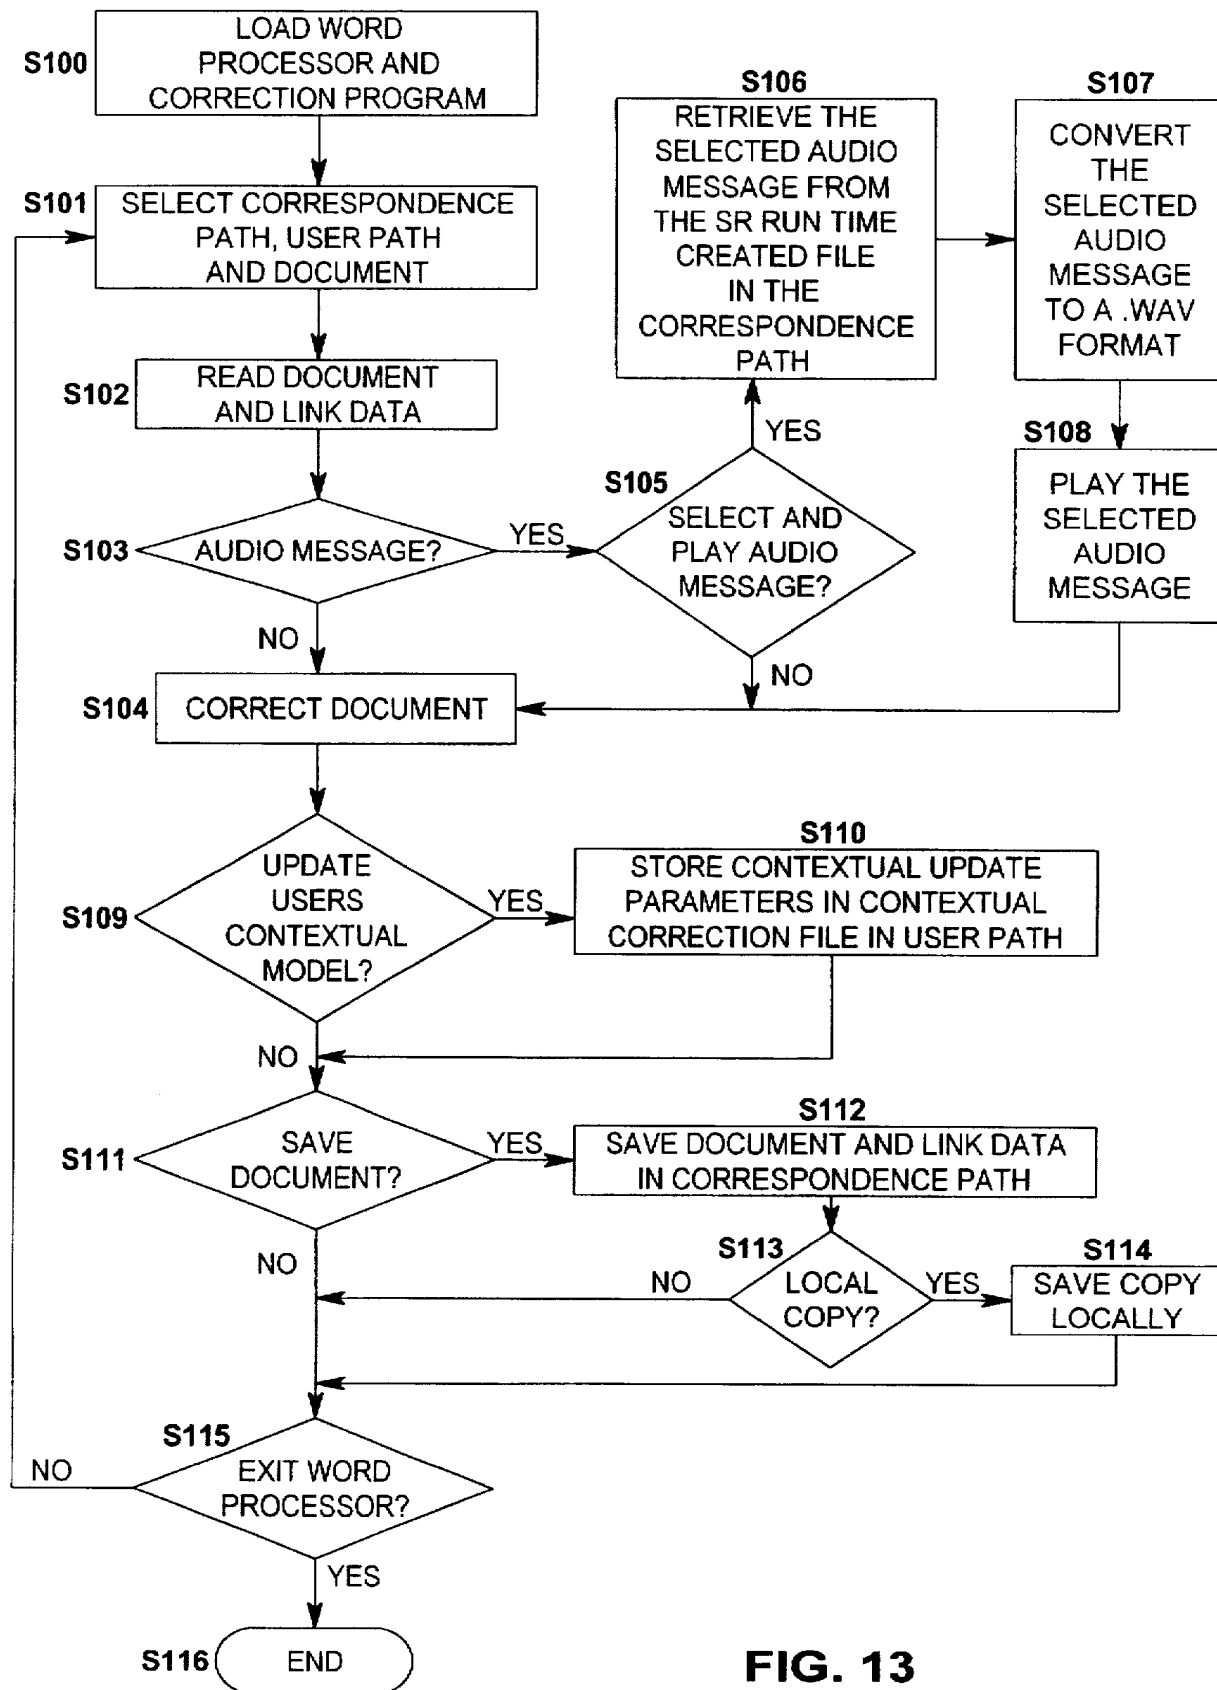 S100
LOAD WORD
PROCESSOR AND
CORRECTION PROGRAM
S101
SELECT CORRESPONDENCE
PATH, USER PATH
AND DOCUMENT
S102
READ DOCUMENT
AND LINK DATA
S103
AUDIO MESSAGE?
YES
NO
S105
SELECT AND
PLAY AUDIO
MESSAGE?
YES
NO
S106
RETRIEVE THE
SELECTED AUDIO
MESSAGE FROM
THE SR RUN TIME
CREATED FILE
IN THE
CORRESPONDENCE
PATH
S107
CONVERT
THE
SELECTED
AUDIO
MESSAGE
TO A .WAV
FORMAT
S108
PLAY THE
SELECTED
AUDIO
MESSAGE
S104
CORRECT DOCUMENT
S109
UPDATE
USERS
CONTEXTUAL
MODEL?
YES
NO
S110
STORE CONTEXTUAL UPDATE
PARAMETERS IN CONTEXTUAL
CORRECTION FILE IN USER PATH
S111
SAVE
DOCUMENT?
YES
NO
S112
SAVE DOCUMENT AND LINK DATA
IN CORRESPONDENCE PATH
S113
LOCAL
COPY?
NO
YES
S114
SAVE COPY
LOCALLY
S115
EXIT WORD
PROCESSOR?
NO
YES
S116
END
FIG. 13